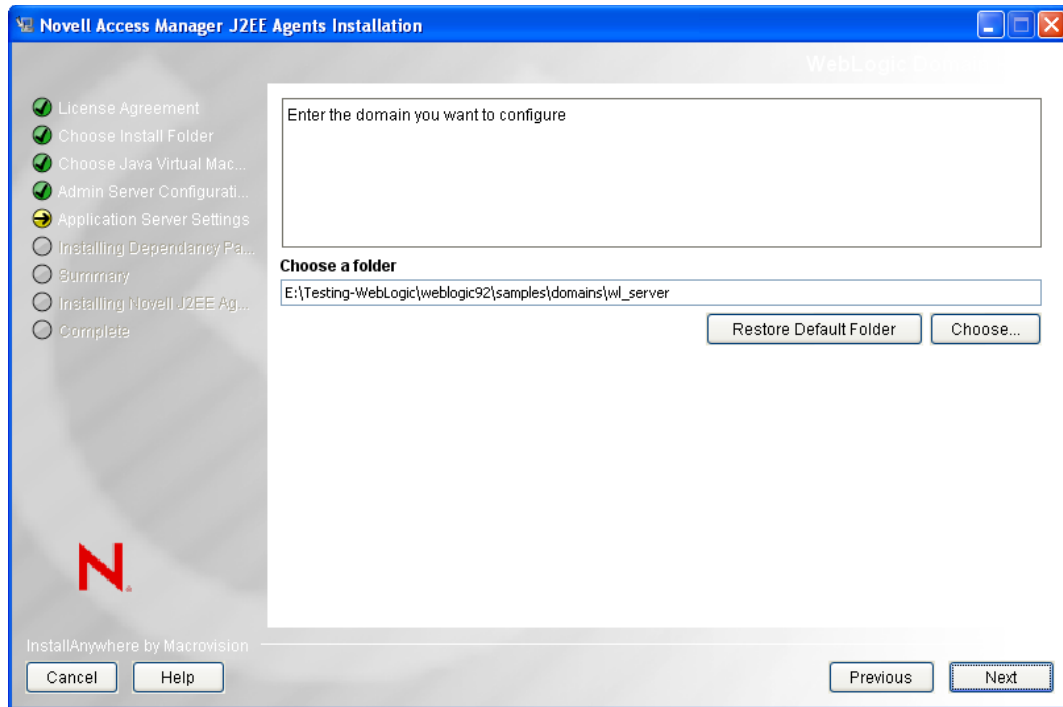 Novell Access Manager J2EE Agents Installation
WebLogic Dom
License Agreement
Choose Install Folder
Choose Java Virtual Mac...
Admin Server Configurati...
Application Server Settings
Installing Dependancy Pa...
Summary
Installing Novell J2EE Ag...
Complete
Enter the domain you want to configure
Choose a folder
E:\Testing-WebLogic\weblogic92\samples\domains\wl_server
Restore Default Folder
Choose...
N
InstallAnywhere by Macrovision
Cancel
Help
Previous
Next